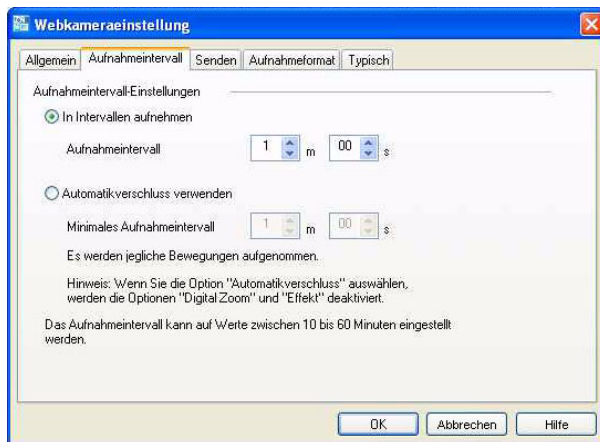 Webkameraeinstellung
Allgemein Aufnahmeintervall Senden Aufnahmeformat Typisch
Aufnahmeintervall-Einstellungen
In Intervallen aufnehmen
Aufnahmeintervall 1 m 00 s
Automatikverschluss verwenden
Minimales Aufnahmeintervall 1 m 00 s
Es werden jegliche Bewegungen aufgenommen.
Hinweis: Wenn Sie die Option "Automatikverschluss" auswählen,
werden die Optionen "Digital Zoom" und "Effekt" deaktiviert.
Das Aufnahmeintervall kann auf Werte zwischen 10 bis 60 Minuten eingestellt
werden.
OK Abbrechen Hilfe